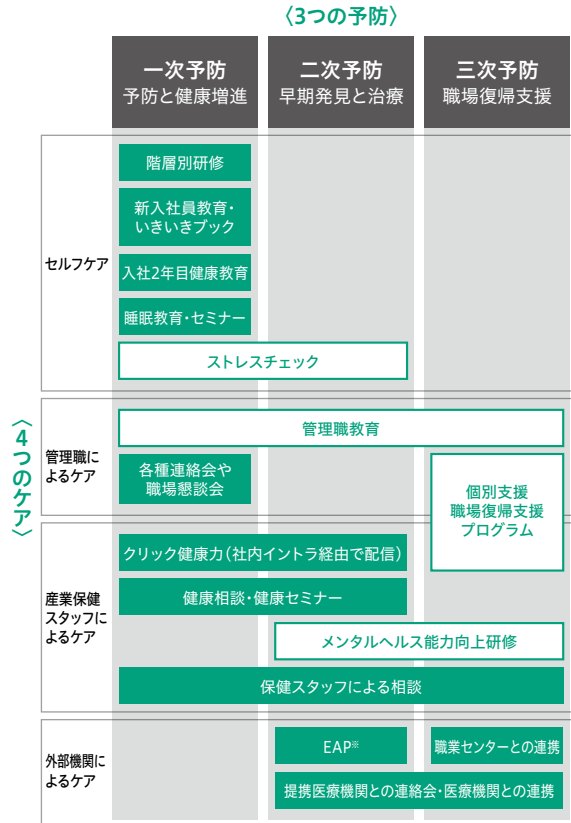 〈3つの予防〉
一次予防
予防と健康増進
二次予防
早期発見と治療
三次予防
職場復帰支援
〈4つのケア〉
セルフケア
階層別研修
新入社員教育・
いきいきブック
入社2年目健康教育
睡眠教育・セミナー
ストレスチェック
管理職に
よるケア
管理職教育
各種連絡会や
職場懇談会
個別支援
職場復帰支援
プログラム
産業保健
スタッフに
よるケア
クリック健康力（社内イントラ経由で配信）
健康相談・健康セミナー
メンタルヘルス能力向上研修
保健スタッフによる相談
外部機関に
よるケア
EAP※
職業センターとの連携
提携医療機関との連絡会・医療機関との連携